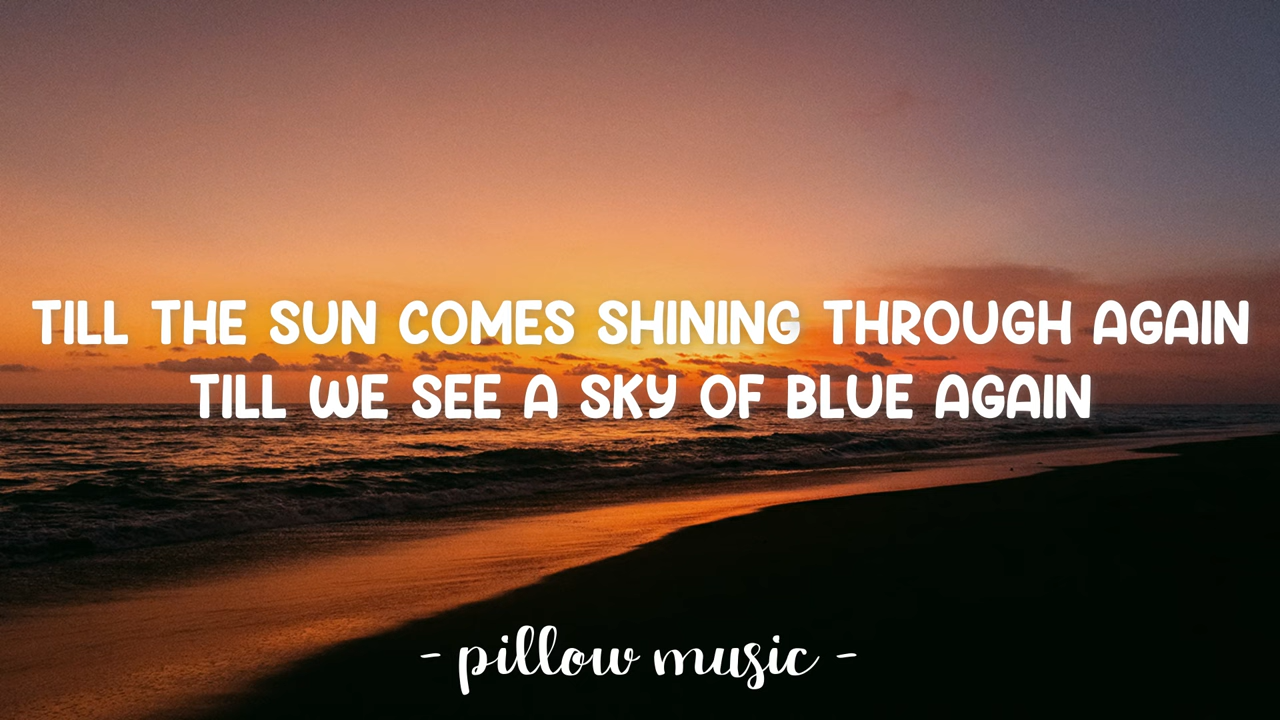 TILL THE SUN COMES SHINING THROUGH AGAIN
TILL WE SEE A SKY OF BLUE AGAIN
- pillow music -